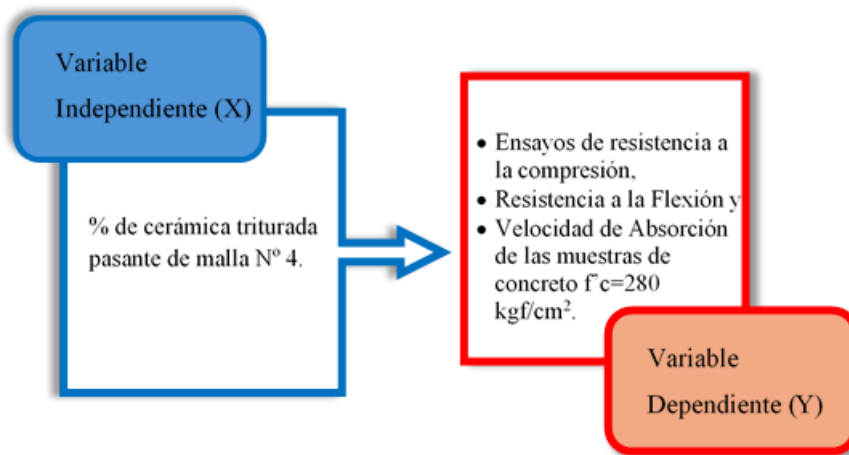 Variable
Independiente (X)
% de cerámica triturada
pasante de malla Nº 4.
• Ensayos de resistencia a
la compresión,
• Resistencia a la Flexión y
• Velocidad de Absorción
de las muestras de
concreto f`c=280
kgf/cm².
Variable
Dependiente (Y)